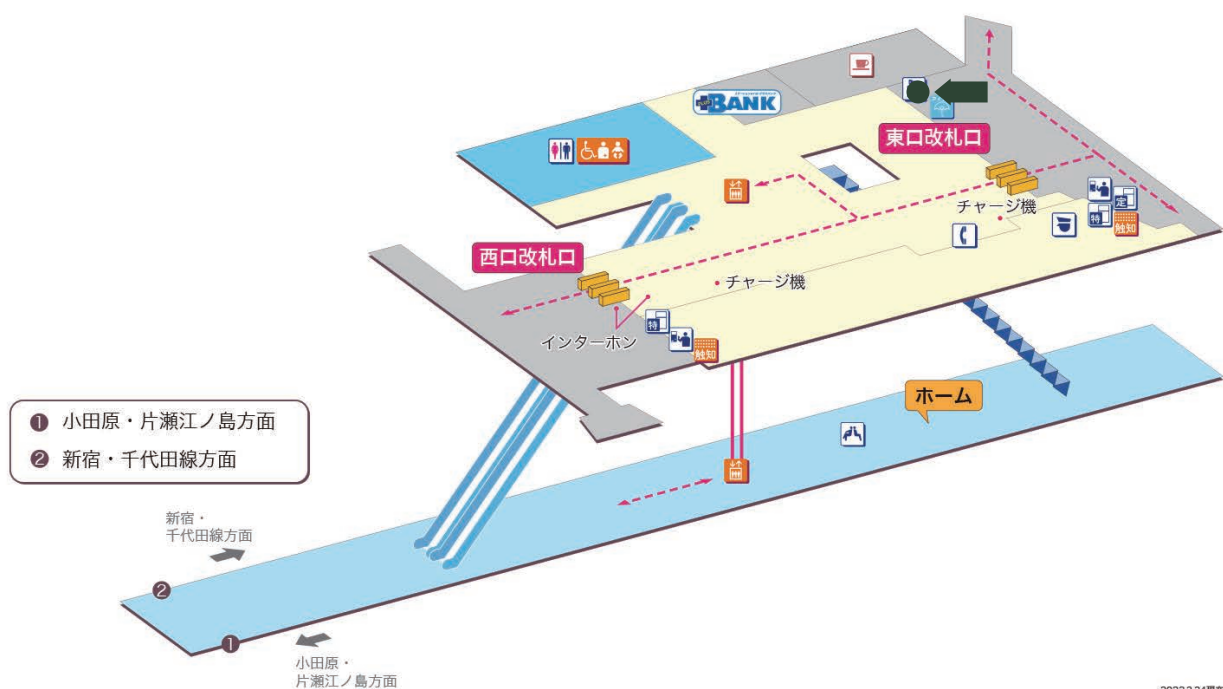 BANK
東口改札口
チャージ機
定
特
触知
西口改札口
チャージ機
インターホン
特
触知
ホーム
❶ 小田原・片瀬江ノ島方面
❷ 新宿・千代田線方面
新宿・
千代田線方面
❷
❶
小田原・
片瀬江ノ島方面